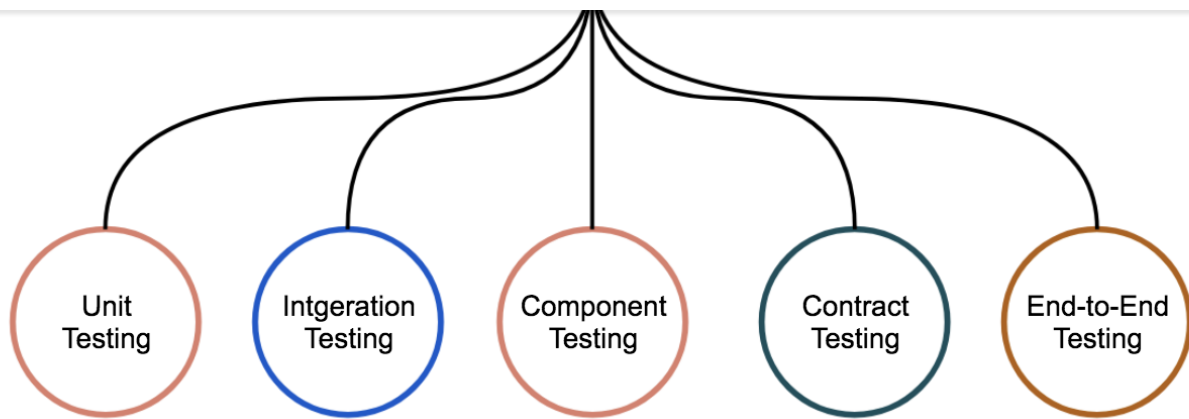 Unit
Testing
Intgeration
Testing
Component
Testing
Contract
Testing
End-to-End
Testing